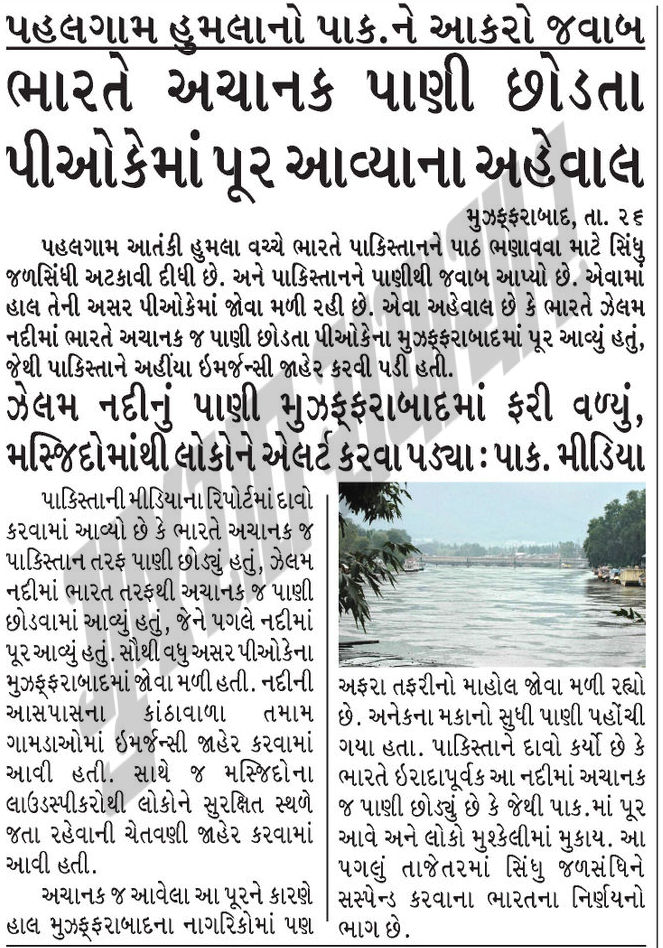 પહલગામ હુમલાનો પાક.ને આકરો જવાબ
ભારતે અચાનક પાણી છોડતા
પીઓકેમાં પૂર આવ્યાના અહેવાલ
મુઝફ્ફરાબાદ, તા. ૨૬
પહલગામ આતંકી હુમલા વચ્ચે ભારતે પાકિસ્તાનને પાઠ ભણાવવા માટે સિંધુ
જળસિંધી અટકાવી દીધી છે. અને પાકિસ્તાનને પાણીથી જવાબ આપ્યો છે. એવામાં
હાલ તેની અસર પીઓકેમાં જોવા મળી રહી છે. એવા અહેવાલ છે કે ભારતે ઝેલમ
નદીમાં ભારતે અચાનક જ પાણી છોડતા પીઓકેના મુઝફ્ફરાબાદમાં પૂર આવ્યું હતું,
જેથી પાકિસ્તાને અહીંયા ઇમર્જન્સી જાહેર કરવી પડી હતી.
ઝેલમ નદીનું પાણી મુઝફ્ફરાબાદમાં ફરી વળ્યું,
મસ્જિદોમાંથી લોકોને એલર્ટ કરવા પડ્યા : પાક. મીડિયા
પાકિસ્તાની મીડિયાના રિપોર્ટમાં દાવો
કરવામાં આવ્યો છે કે ભારતે અચાનક જ
પાકિસ્તાન તરફ પાણી છોડ્યું હતું, ઝેલમ
નદીમાં ભારત તરફથી અચાનક જ પાણી
છોડવામાં આવ્યું હતું, જેને પગલે નદીમાં
પૂર આવ્યું હતું. સૌથી વધુ અસર પીઓકેના
મુઝફ્ફરાબાદમાં જોવા મળી હતી. નદીની
આસપાસના કાંઠાવાળા તમામ
ગામડાઓમાં ઇમર્જન્સી જાહેર કરવામાં
આવી હતી. સાથે જ મસ્જિદોના
લાઉડસ્પીકરોથી લોકોને સુરક્ષિત સ્થળે
જતા રહેવાની ચેતવણી જાહેર કરવામાં
આવી હતી.
અચાનક જ આવેલા આ પૂરને કારણે
હાલ મુઝફ્ફરાબાદના નાગરિકોમાં પણ
અફરા તફરીનો માહોલ જોવા મળી રહ્યો
છે. અનેકના મકાનો સુધી પાણી પહોંચી
ગયા હતા. પાકિસ્તાને દાવો કર્યો છે કે
ભારતે ઇરાદાપૂર્વક આ નદીમાં અચાનક
જ પાણી છોડ્યું છે કે જેથી પાક.માં પૂર
આવે અને લોકો મુશ્કેલીમાં મુકાય. આ
પગલું તાજેતરમાં સિંધુ જળસંધિને
સસ્પેન્ડ કરવાના ભારતના નિર્ણયનો
ભાગ છે.